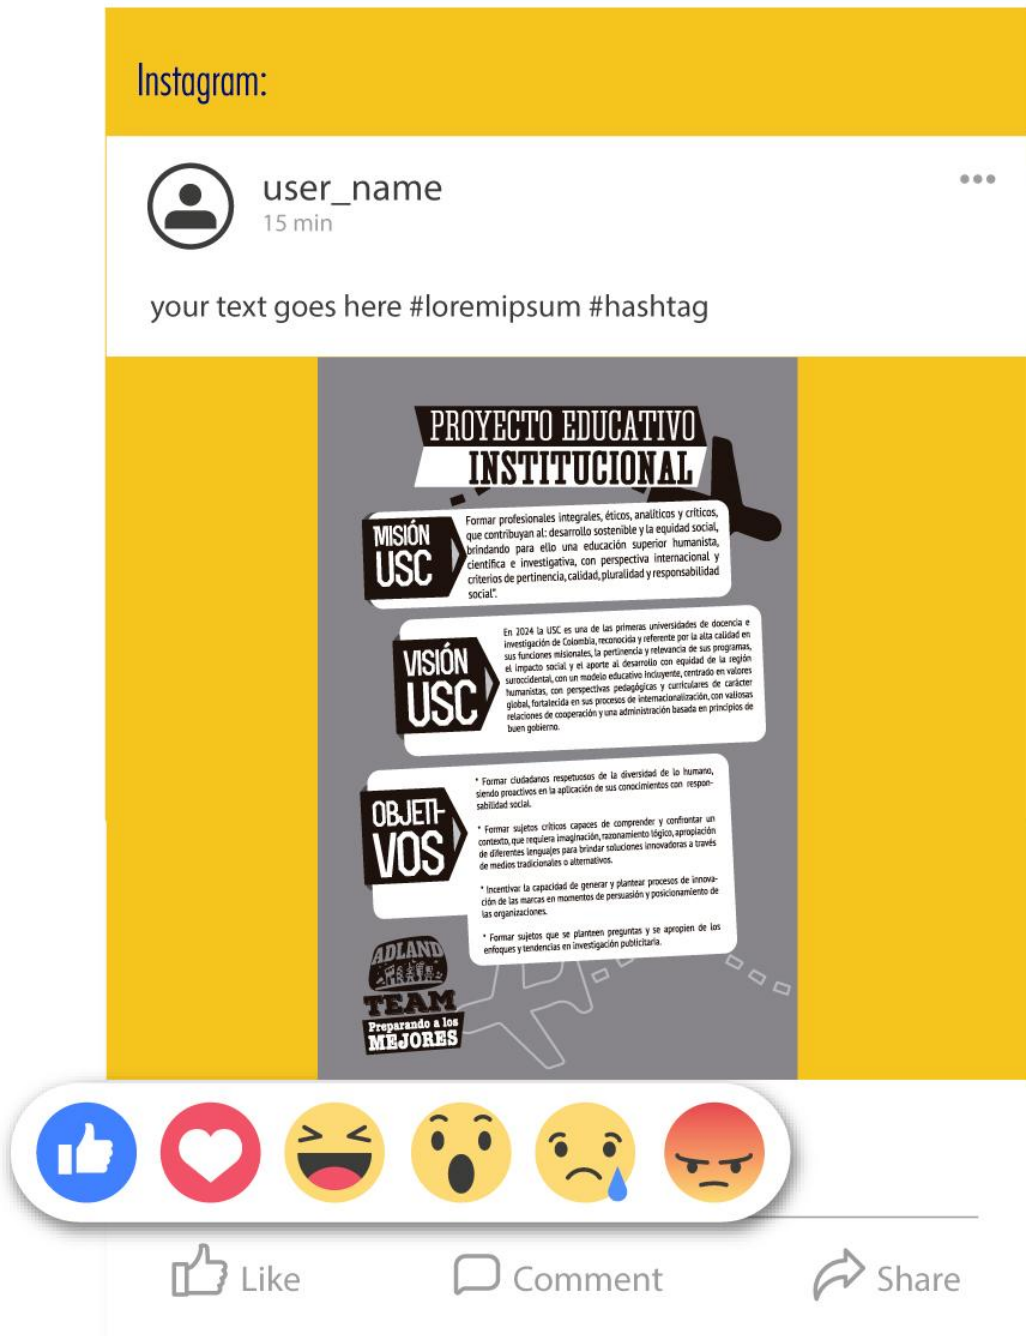 Instagram:
user_name
15 min
your text goes here #loremipsum #hashtag
PROYECTO EDUCATIVO
INSTITUCIONAL
MISIÓN
USC
Formar profesionales integrales, éticos, analíticos y críticos,
que contribuyan al: desarrollo sostenible y la equidad social,
brindando para ello una educación superior humanista,
científica e investigativa, con perspectiva internacional y
criterios de pertinencia, calidad, pluralidad y responsabilidad
social".
VISIÓN
USC
En 2024 la USC es una de las primeras universidades de docencia e
investigación de Colombia, reconocida y referente por la alta calidad en
sus funciones misionales, la pertinencia y relevancia de sus programas,
el impacto social y el aporte al desarrollo con equidad de la región
suroccidental, con un modelo educativo incluyente, centrado en valores
humanistas, con perspectivas pedagógicas y curriculares de carácter
global, fortalecida en sus procesos de internacionalización, con valiosas
relaciones de cooperación y una administración basada en principios de
buen gobierno.
OBJETI-
VOS
* Formar ciudadanos respetuosos de la diversidad de lo humano,
siendo proactivos en la aplicación de sus conocimientos con respon-
sabilidad social.
* Formar sujetos críticos capaces de comprender y confrontar un
contexto, que requiera imaginación, razonamiento lógico, apropiación
de diferentes lenguajes para brindar soluciones innovadoras a través
de medios tradicionales o alternativos.
* Incentivar la capacidad de generar y plantear procesos de innova-
ción de las marcas en momentos de persuasión y posicionamiento de
las organizaciones.
* Formar sujetos que se planteen preguntas y se apropien de los
enfoques y tendencias en investigación publicitaria.
ADLAND
TEAM
Preparando a los
MEJORES
Like
Comment
Share